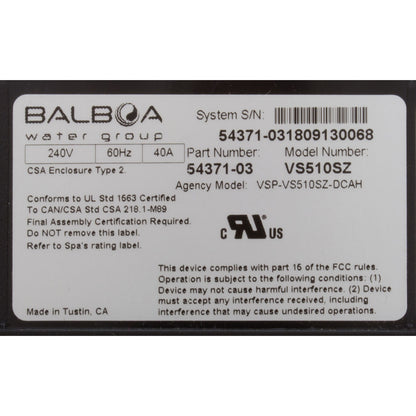 BALBOA System S/N:
water group 54371-031809130068
240V 60Hz 40A Part Number: Model Number:
CSA Enclosure Type 2. 54371-03 VS510SZ
Agency Model: VSP-VS510SZ-DCAH
Conforms to UL Std 1563 Certified
To CAN/CSA Std CSA 218.1-M89
Final Assembly Certification Required.
Do NOT remove this cover.
Refer to Spa's rating label.
C RU US
This device complies with part 15 of the FCC rules.
Operation is subject to the following conditions: (1)
Device may not cause harmful interference. (2) Device
must accept any interference received, including
interference that may cause undesired operation.
Made in Tustin, CA